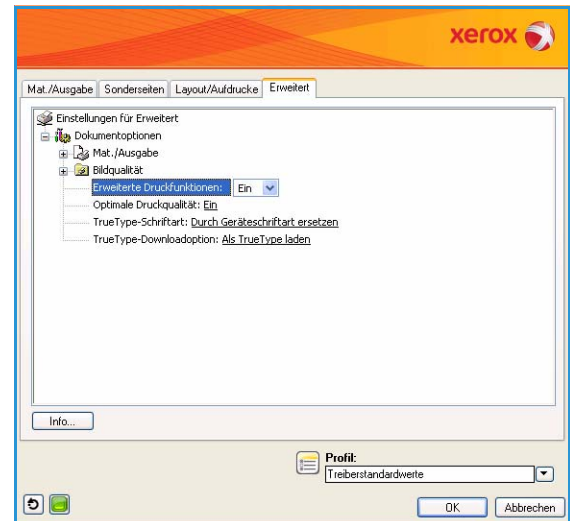 xerox
Mat./Ausgabe Sonderseiten Layout/Aufdrucke Erweitert
Einstellungen für Erweitert
Dokumentoptionen
Mat./Ausgabe
Bildqualität
Erweiterte Druckfunktionen: Ein
Optimale Druckqualität: Ein
TrueType-Schriftart: Durch Geräteschriftart ersetzen
TrueType-Downloadoption: Als TrueType laden
Info...
Profil:
Treiberstandardwerte
OK Abbrechen